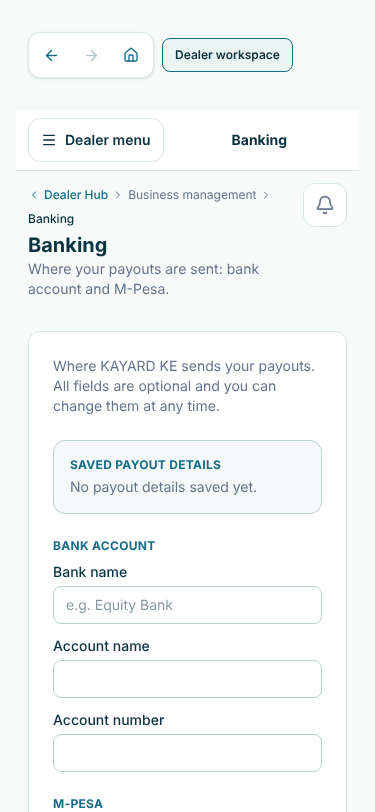 Dealer workspace
Dealer menu
Banking
Dealer Hub
Business management
Banking
Banking
Where your payouts are sent: bank
account and M-Pesa.
Where KAYARD KE sends your payouts.
All fields are optional and you can
change them at any time.
SAVED PAYOUT DETAILS
No payout details saved yet.
BANK ACCOUNT
Bank name
e.g. Equity Bank
Account name
Account number
M-PESA